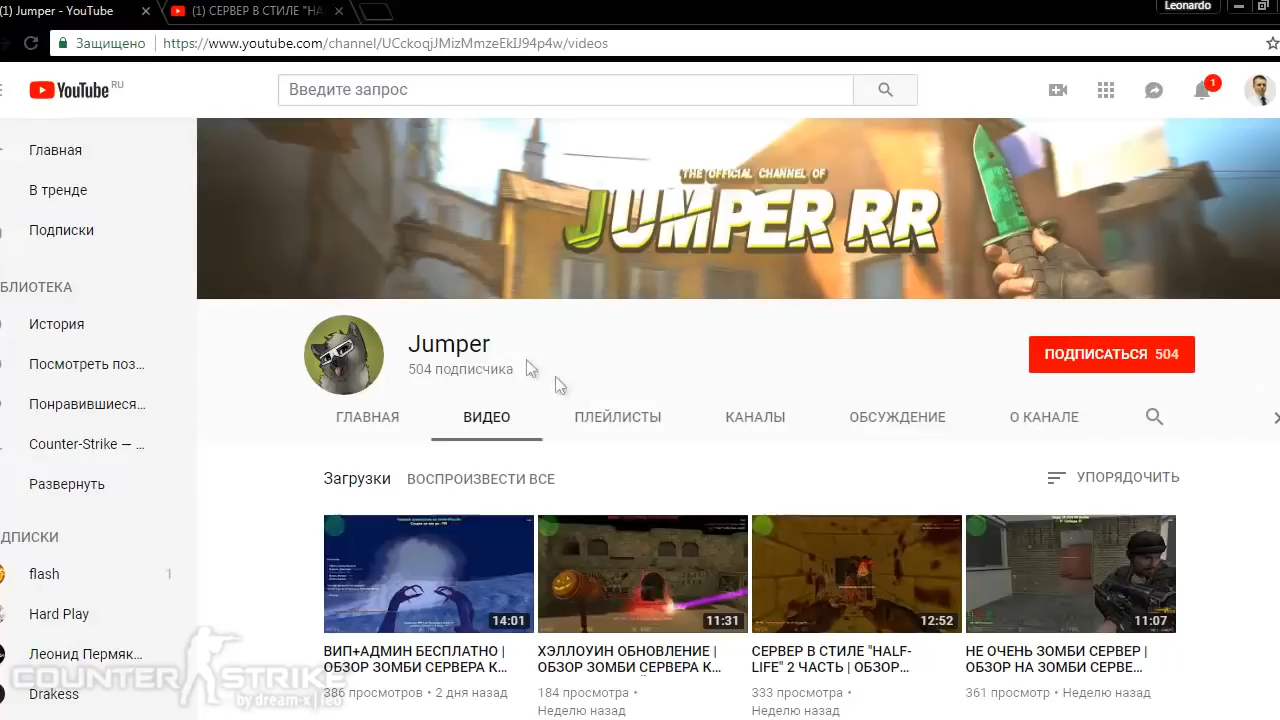 (1) Jumper - YouTube
(1) СЕРВЕР В СТИЛЕ "HA
Leonardo
Защищено
https://www.youtube.com/channel/UCckoqjJMizMmzeEkIJ94p4w/videos
YouTube RU
Введите запрос
1
Главная
В тренде
Подписки
БЛИОТЕКА
История
Посмотреть поз...
Понравившиеся...
Counter-Strike — ...
Развернуть
ДПИСКИ
flash 1
Hard Play
Леонид Пермяк...
Drakess
THE OFFICIAL CHANNEL OF
JUMPER RR
Jumper
504 подписчика
ПОДПИСАТЬСЯ 504
ГЛАВНАЯ ВИДЕО ПЛЕЙЛИСТЫ КАНАЛЫ ОБСУЖДЕНИЕ О КАНАЛЕ
Загрузки ВОСПРОИЗВЕСТИ ВСЕ
УПОРЯДОЧИТЬ
14:01
ВИП+АДМИН БЕСПЛАТНО |
ОБЗОР ЗОМБИ СЕРВЕРА К...
386 просмотров • 2 дня назад
11:31
ХЭЛЛОУИН ОБНОВЛЕНИЕ |
ОБЗОР ЗОМБИ СЕРВЕРА К...
184 просмотра •
Неделю назад
12:52
СЕРВЕР В СТИЛЕ "HALF-
LIFE" 2 ЧАСТЬ | ОБЗОР...
333 просмотра •
Неделю назад
11:07
НЕ ОЧЕНЬ ЗОМБИ СЕРВЕР |
ОБЗОР НА ЗОМБИ СЕРВЕ...
361 просмотр • Неделю назад
COUNTER STRIKE
by dream-x | leo